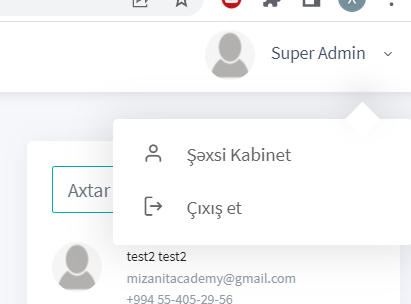 Super Admin
Şəxsi Kabinet
Çıxış et
Axtar
test2 test2
mizanitacademy@gmail.com
+994 55-405-29-56